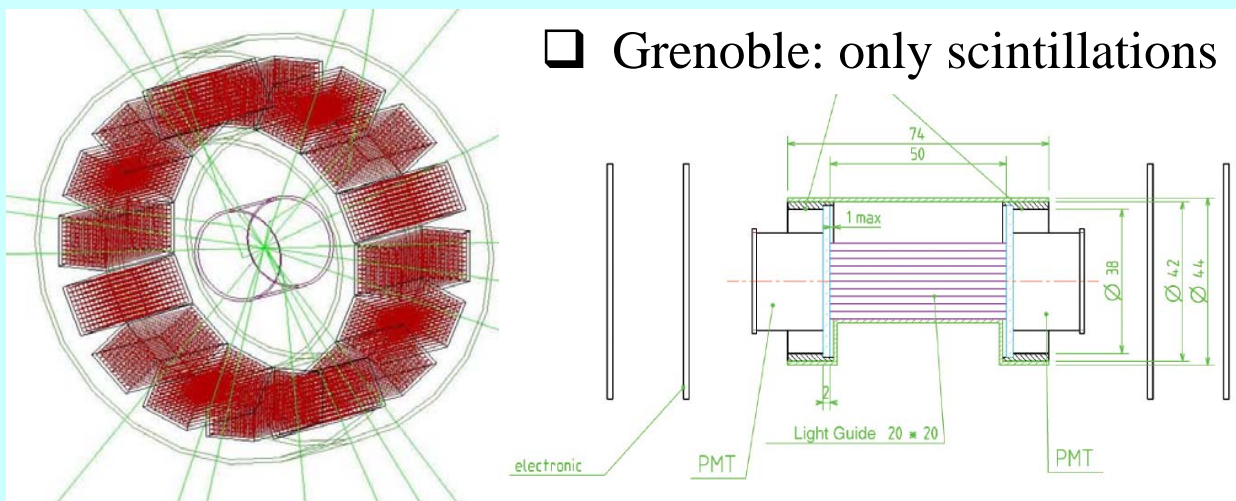 ❑ Grenoble: only scintillations
74
50
1 max
Ø 38
Ø 42
Ø 44
2
Light Guide 20 * 20
electronic
PMT
PMT